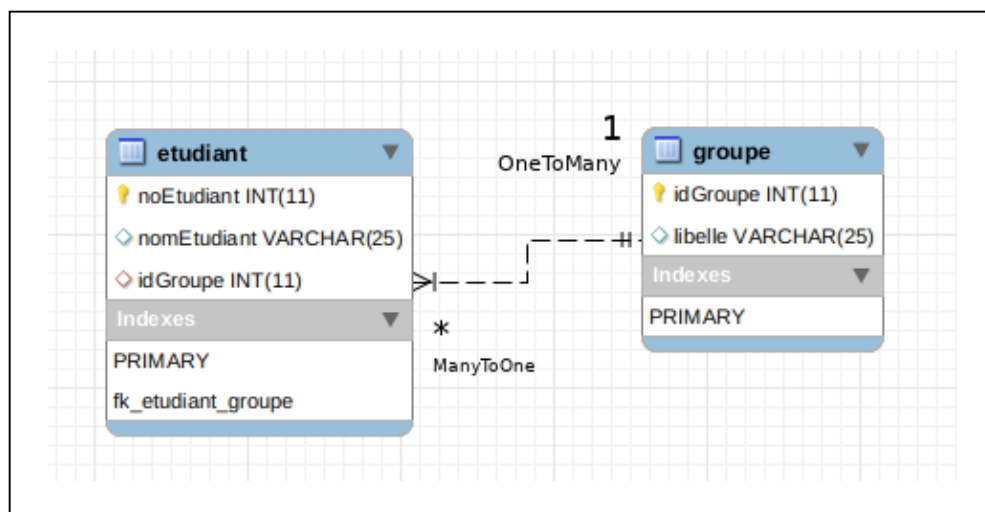 etudiant
noEtudiant INT(11)
nomEtudiant VARCHAR(25)
idGroupe INT(11)
Indexes
PRIMARY
fk_etudiant_groupe
1
OneToMany
*
ManyToOne
groupe
idGroupe INT(11)
libelle VARCHAR(25)
Indexes
PRIMARY